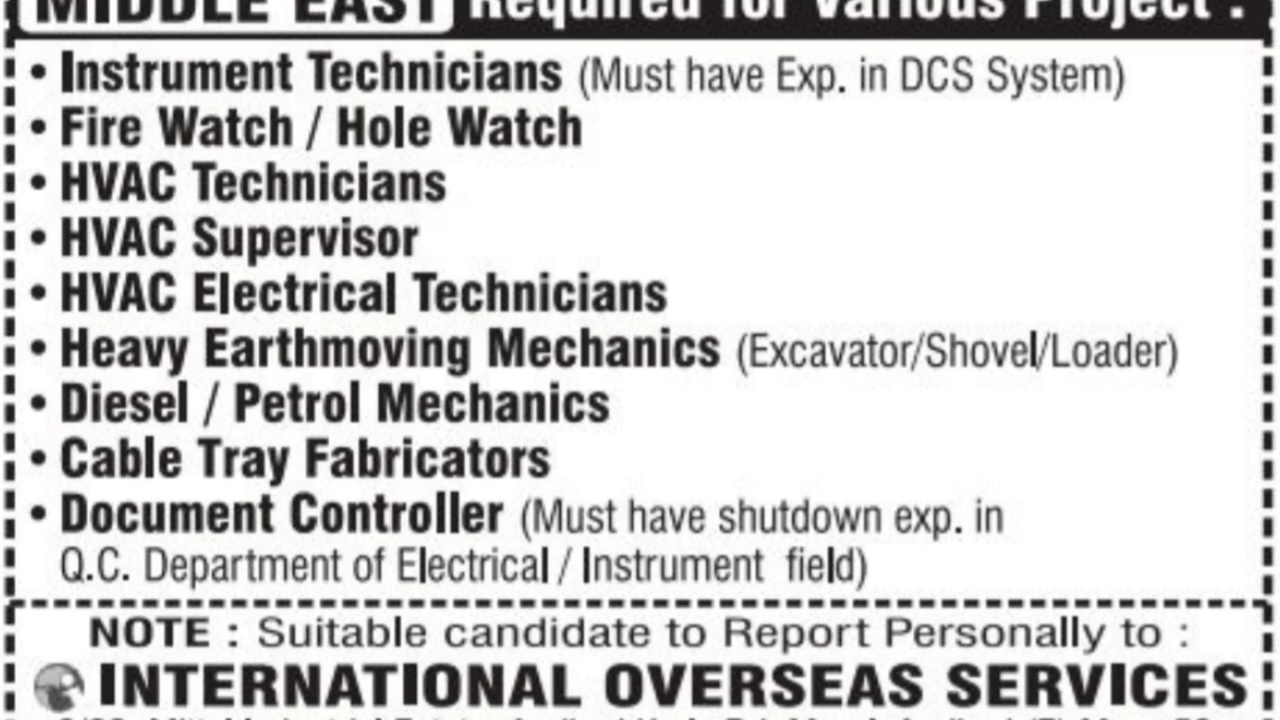 MIDDLE EAST Required for Various Project :
• Instrument Technicians (Must have Exp. in DCS System)
• Fire Watch / Hole Watch
• HVAC Technicians
• HVAC Supervisor
• HVAC Electrical Technicians
• Heavy Earthmoving Mechanics (Excavator/Shovel/Loader)
• Diesel / Petrol Mechanics
• Cable Tray Fabricators
• Document Controller (Must have shutdown exp. in
Q.C. Department of Electrical / Instrument field)
NOTE : Suitable candidate to Report Personally to :
INTERNATIONAL OVERSEAS SERVICES